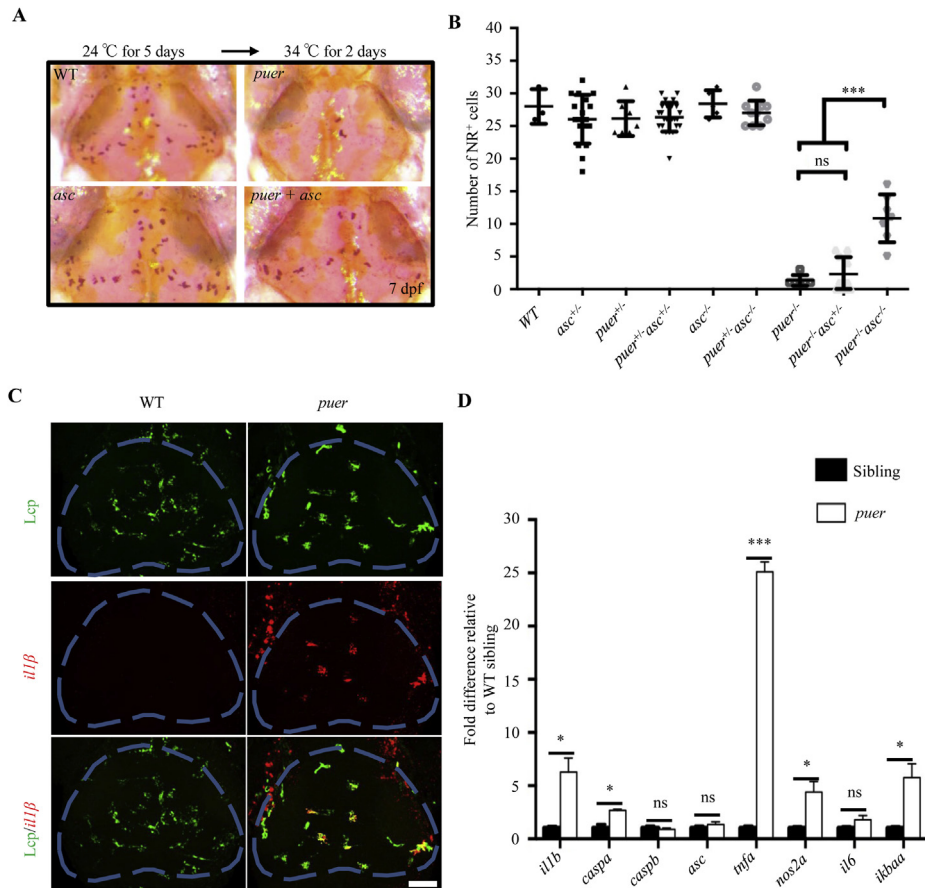 A
24 °C for 5 days → 34 °C for 2 days
WT
puer
asc
puer + asc
7 dpf
B
Number of NR⁺ cells
35
30
25
20
15
10
5
0
ns
***
WT
asc⁺/⁻
puer⁺/⁻
puer⁺/⁻asc⁺/⁻
asc⁻/⁻
puer⁺/⁻asc⁻/⁻
puer⁻/⁻
puer⁻/⁻asc⁺/⁻
puer⁻/⁻asc⁻/⁻
C
WT
puer
Lcp
il1β
Lcp/il1β
D
Sibling
puer
Fold difference relative
to WT sibling
30
25
20
15
10
5
0
*
*
ns
ns
***
*
ns
*
il1b
caspa
caspb
asc
tnfa
nos2a
il6
ikbaa